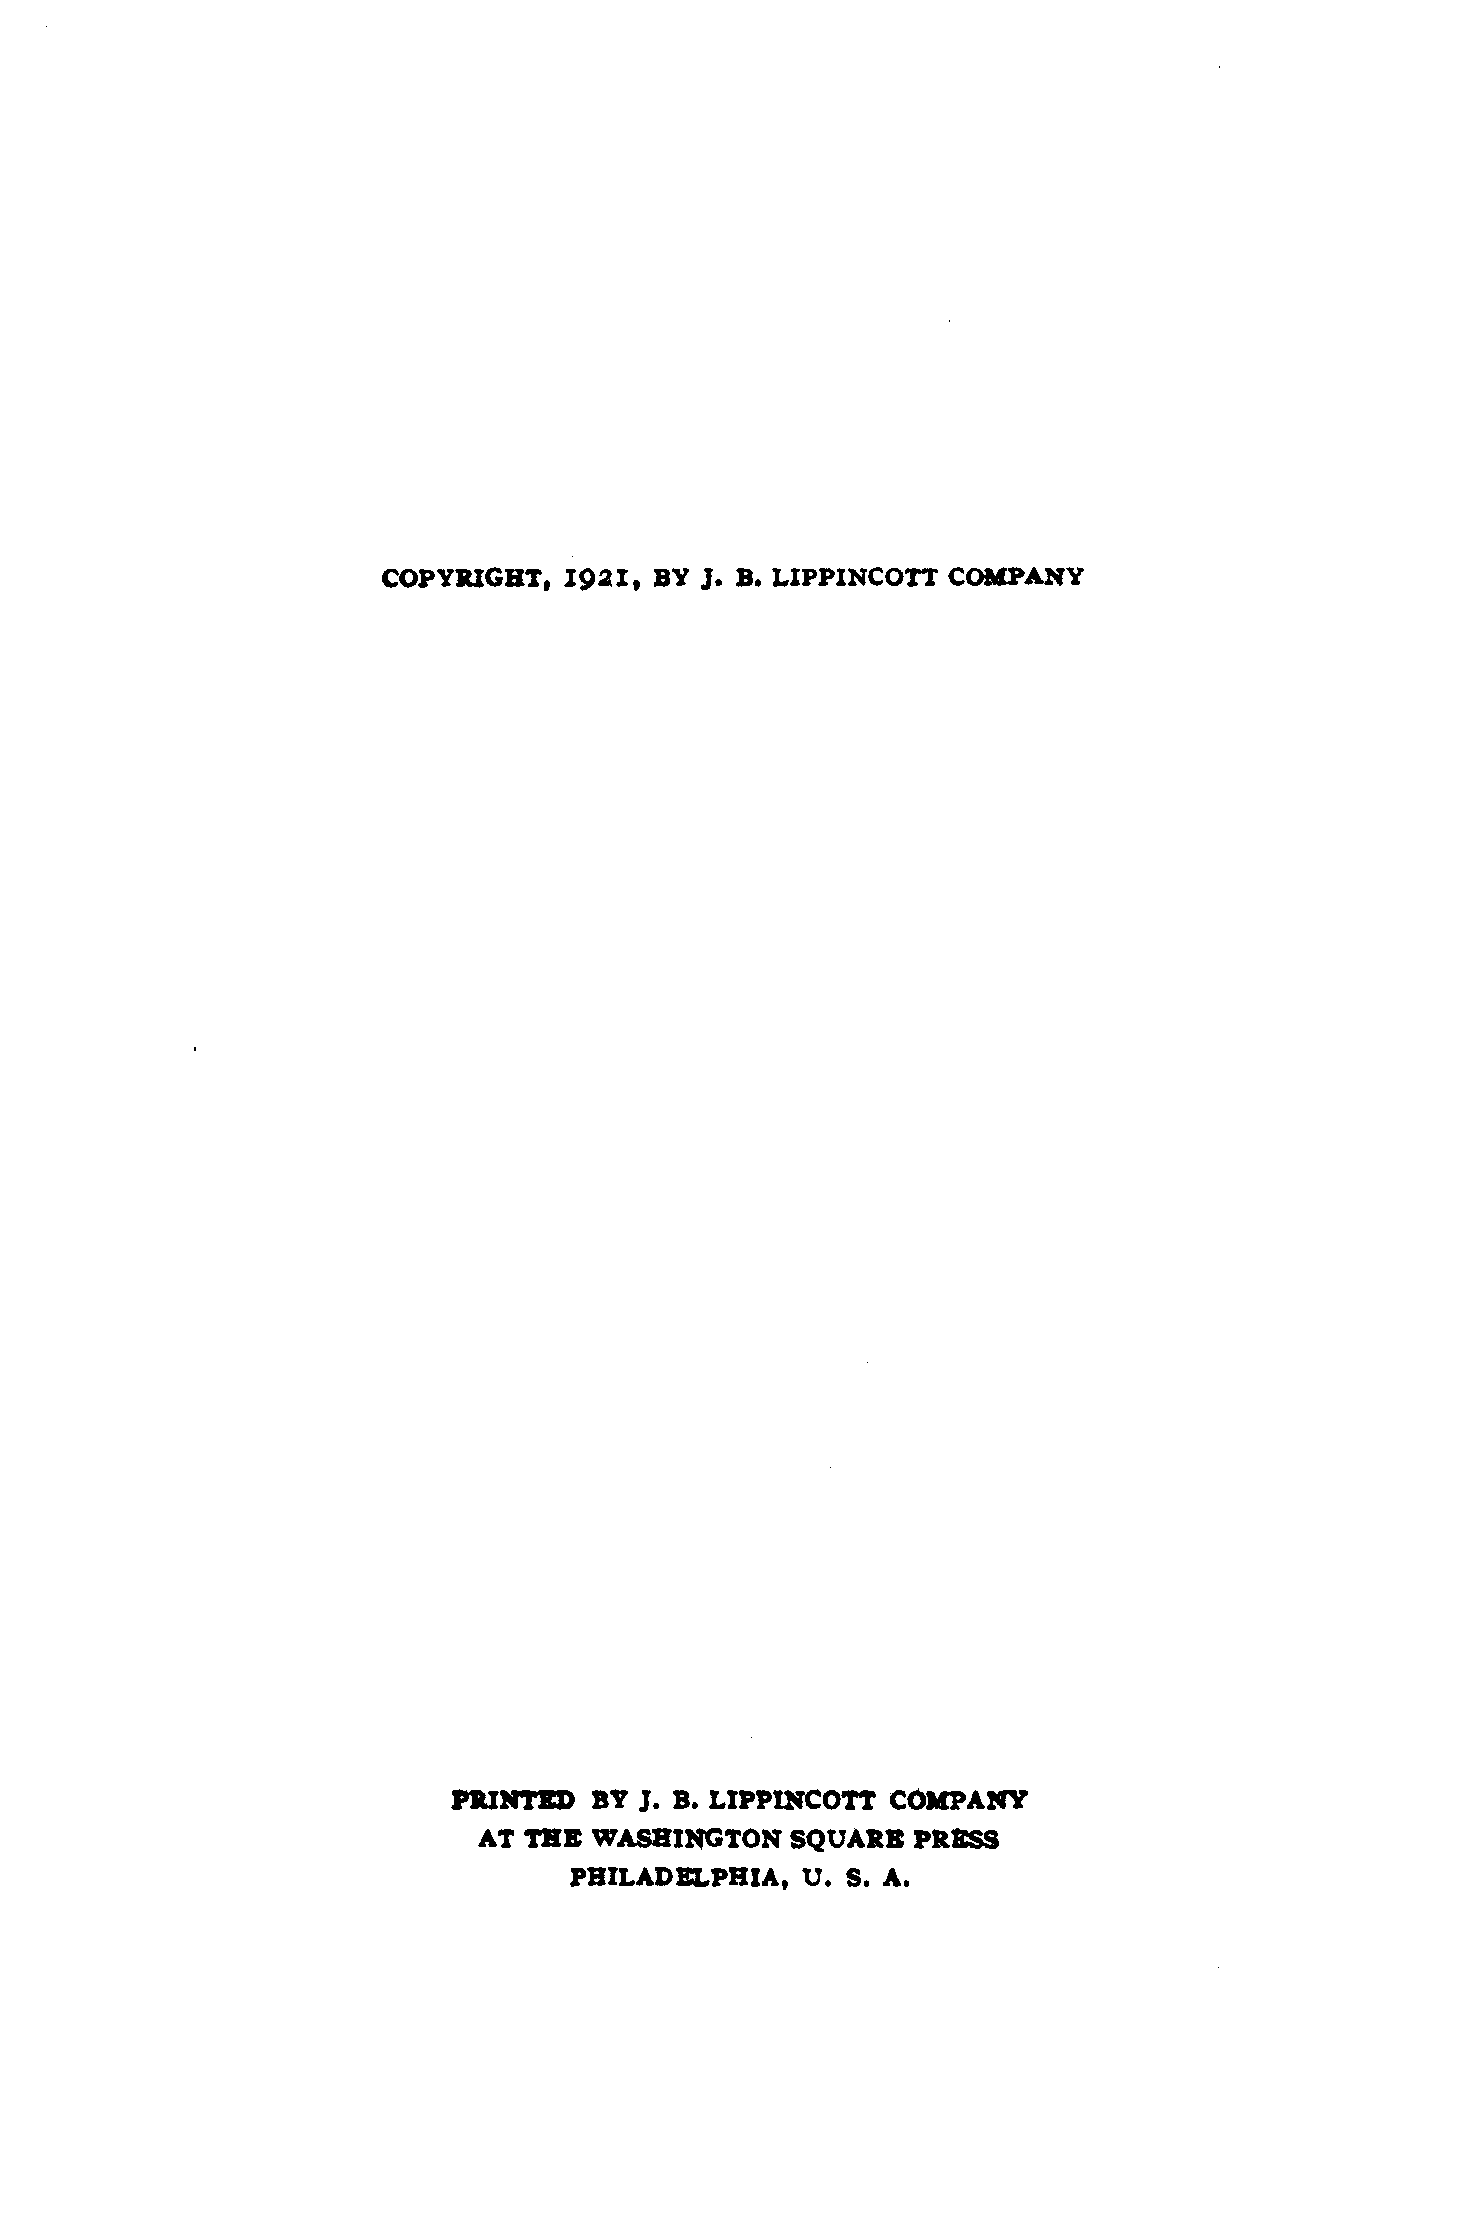 COPYRIGHT, 1921, BY J. B. LIPPINCOTT COMPANY
PRINTED BY J. B. LIPPINCOTT COMPANY
AT THE WASHINGTON SQUARE PRESS
PHILADELPHIA, U. S. A.